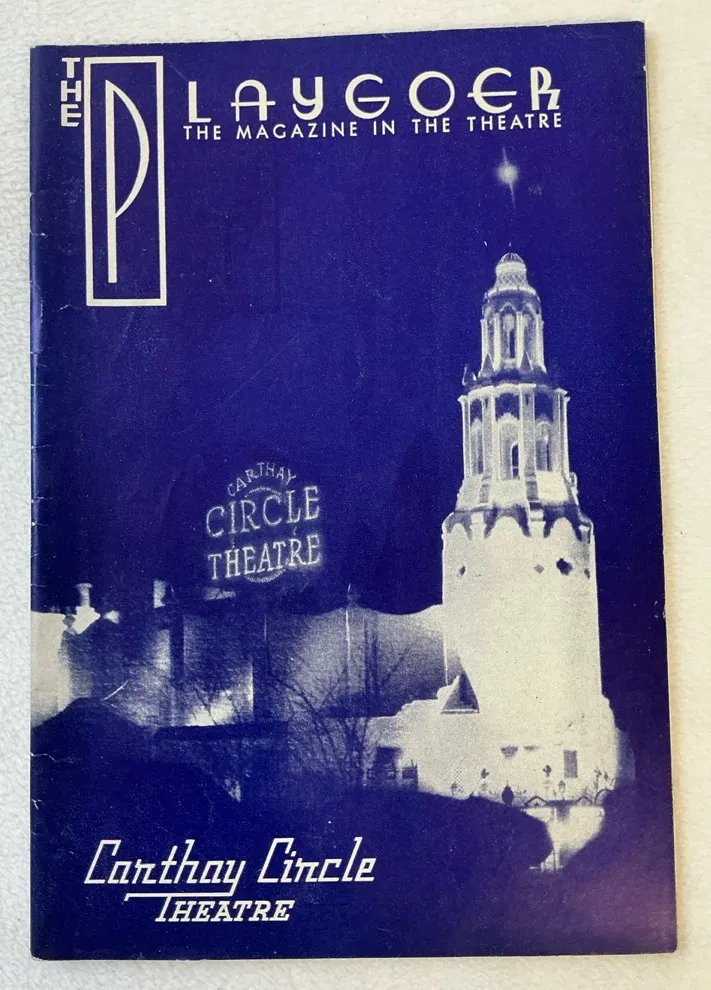 THE PLAYGOER
THE MAGAZINE IN THE THEATRE
CARTHAY
CIRCLE
THEATRE
Carthay Circle
THEATRE